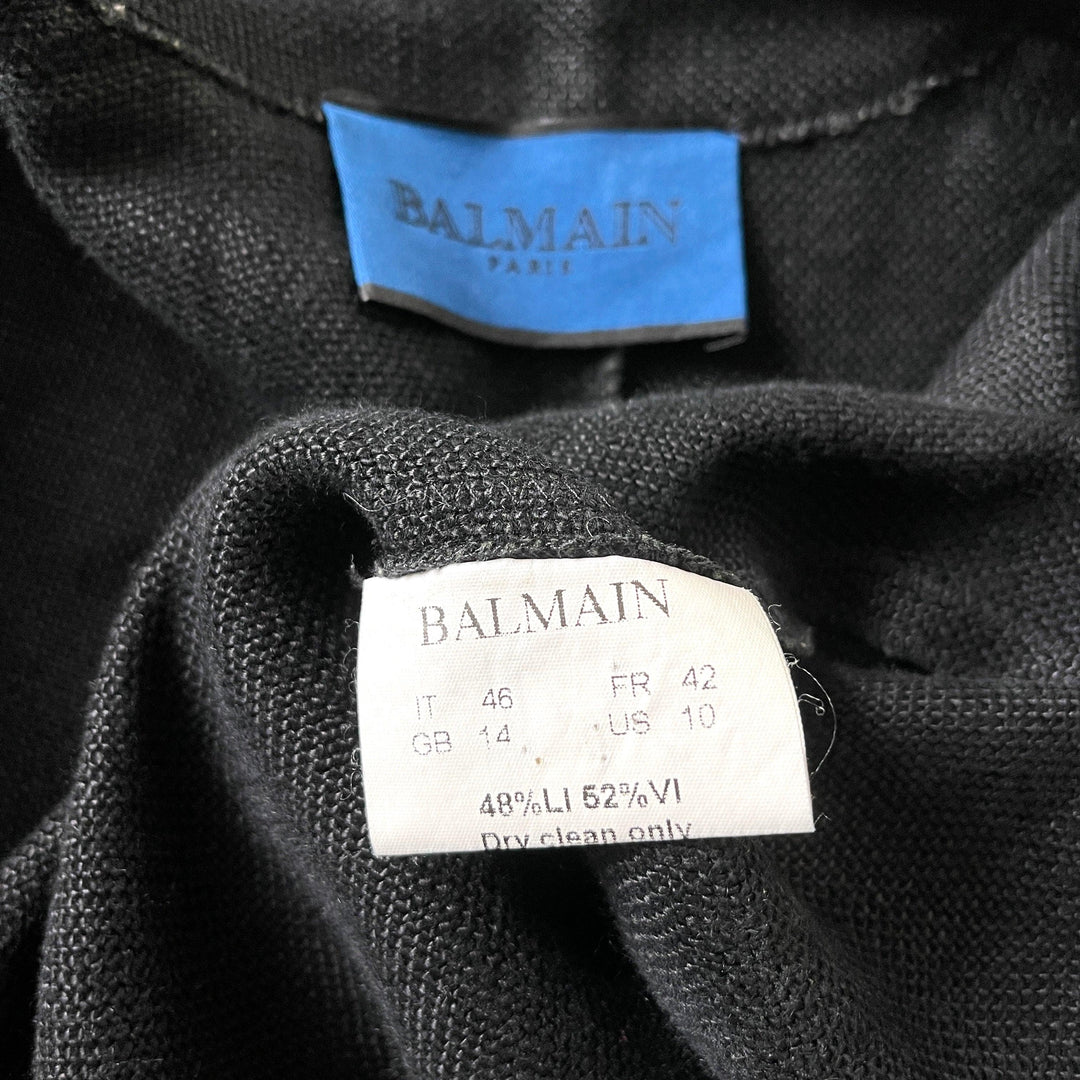 BALMAIN
PARIS
BALMAIN
IT 46 FR 42
GB 14 US 10
48%LI 52%VI
Dry clean only